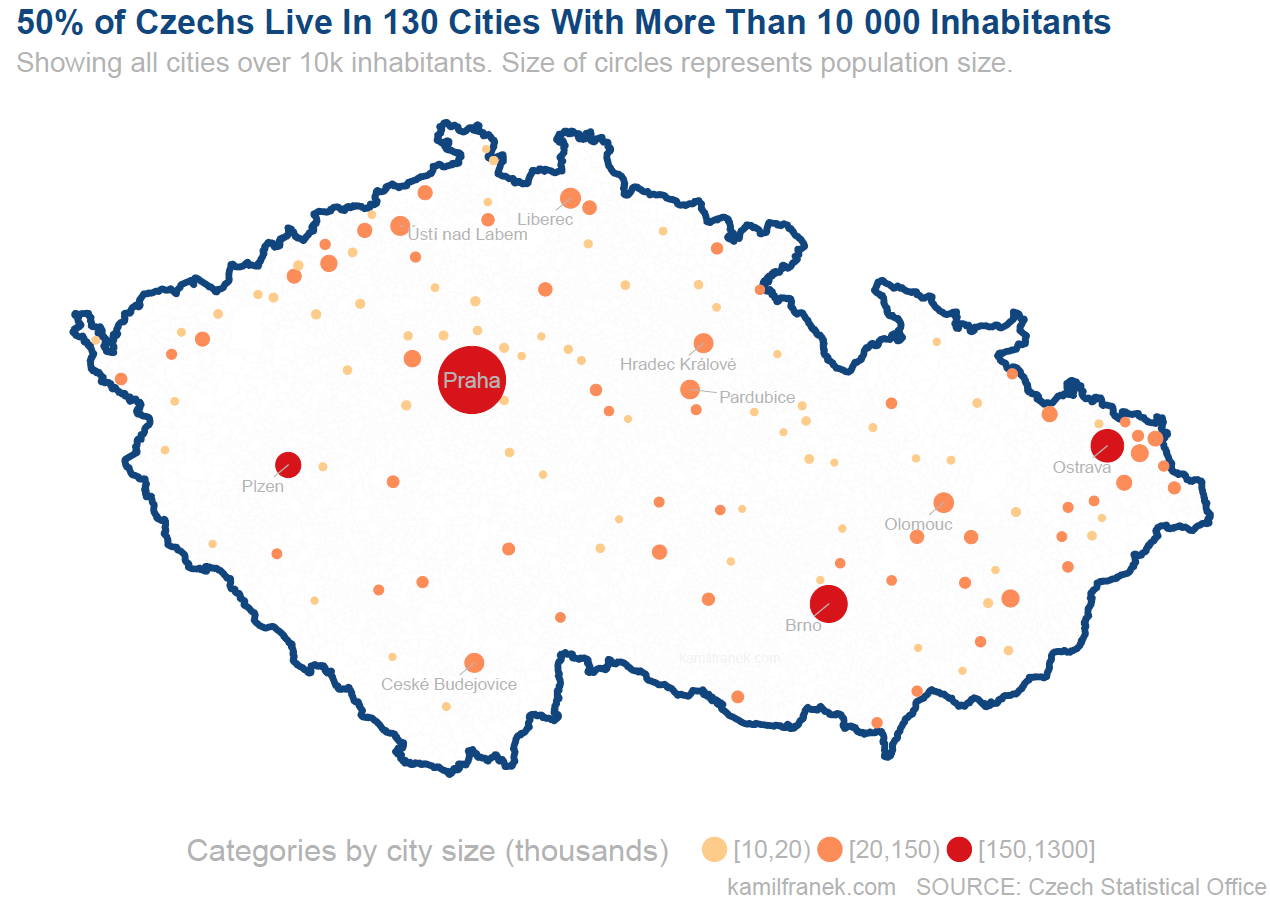 50% of Czechs Live In 130 Cities With More Than 10 000 Inhabitants
Showing all cities over 10k inhabitants. Size of circles represents population size.
Liberec
Ústí nad Labem
Hradec Králové
Praha
Pardubice
Ostrava
Plzen
Olomouc
Brno
kamilfranek.com
Ceské Budejovice
Categories by city size (thousands) [10,20) [20,150) [150,1300]
kamilfranek.com SOURCE: Czech Statistical Office